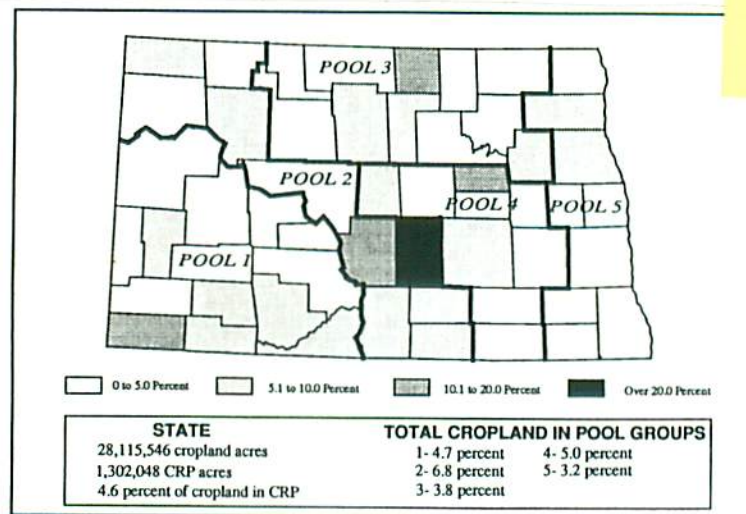 POOL 3
POOL 2
POOL 4
POOL 5
POOL 1
0 to 5.0 Percent
5.1 to 10.0 Percent
10.1 to 20.0 Percent
Over 20.0 Percent
STATE
28,115,546 cropland acres
1,302,048 CRP acres
4.6 percent of cropland in CRP
TOTAL CROPLAND IN POOL GROUPS
1- 4.7 percent 4- 5.0 percent
2- 6.8 percent 5- 3.2 percent
3- 3.8 percent